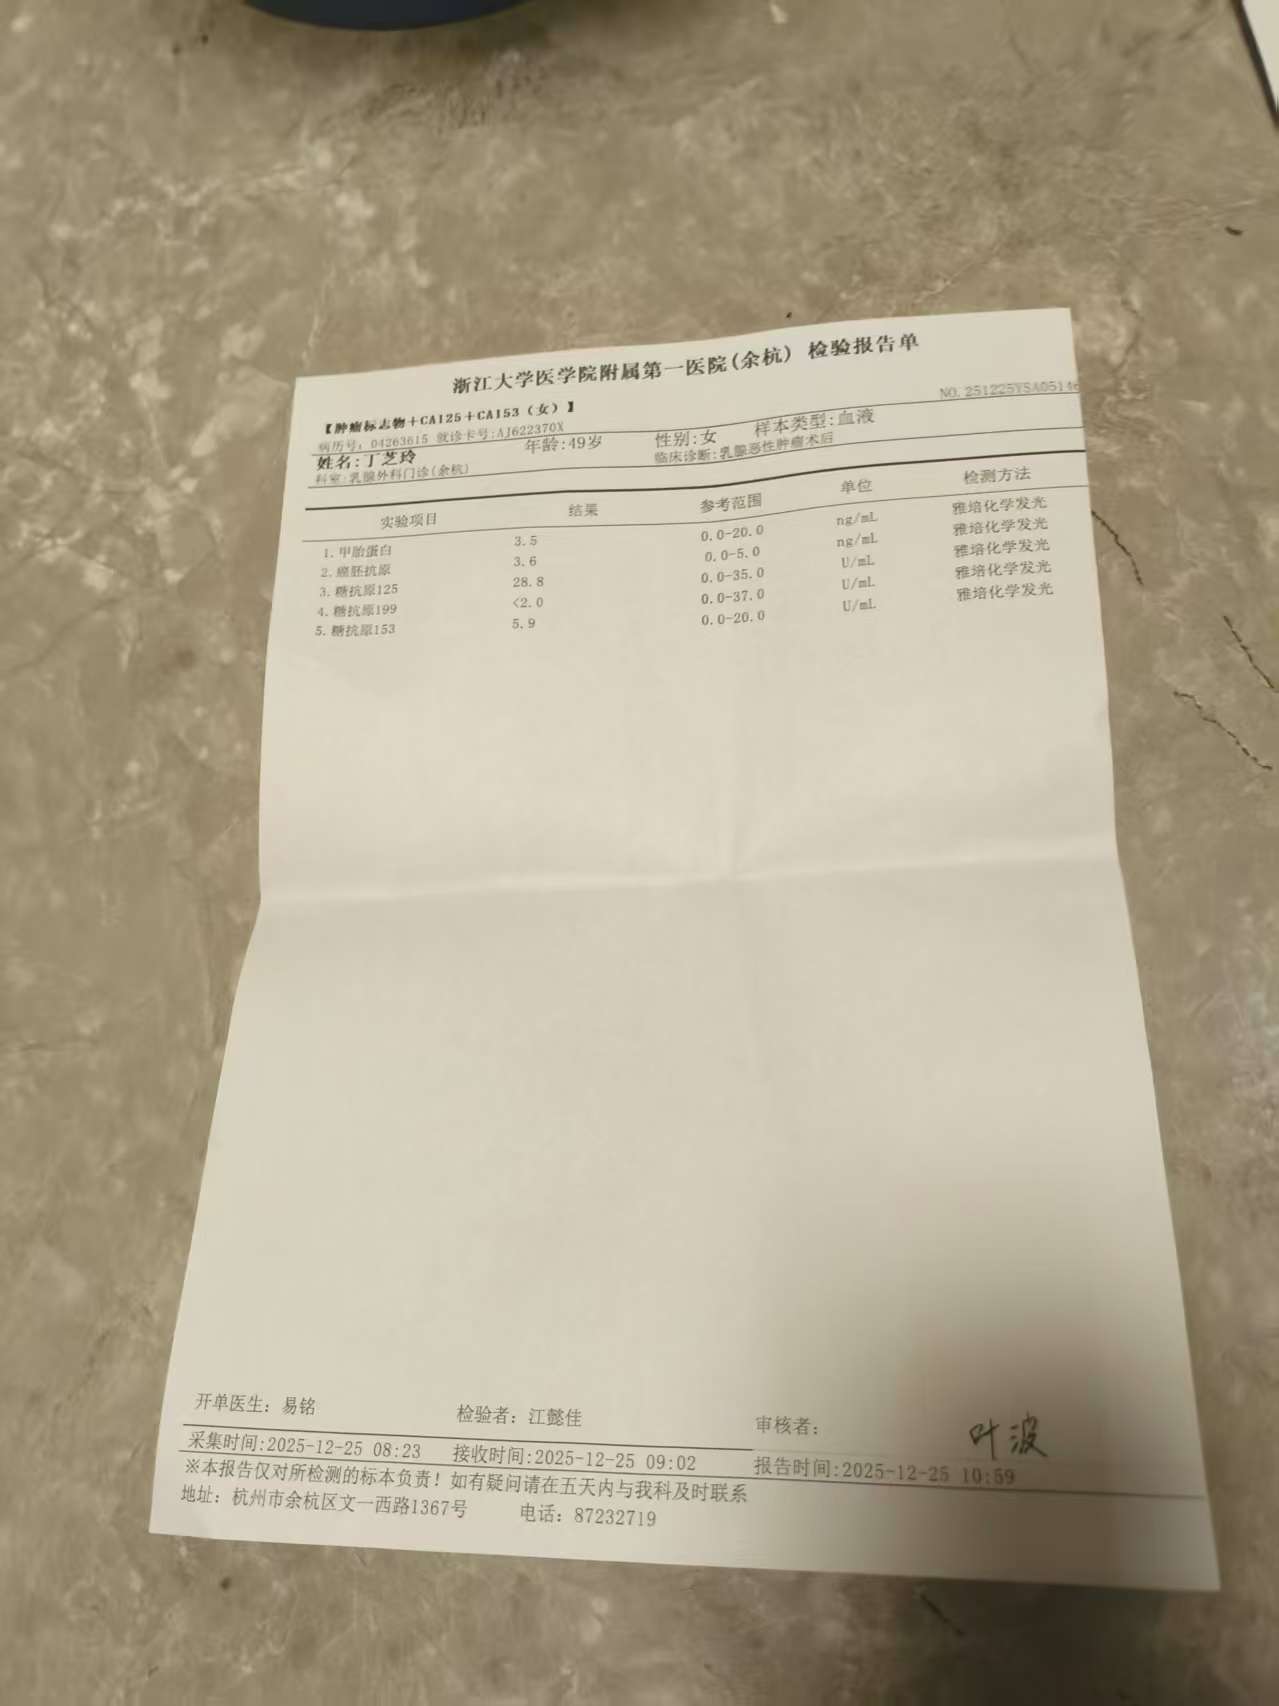 浙江大学医学院附属第一医院(余杭) 检验报告单
【肿瘤标志物+CA125+CA153（女）】
NO.251225YSA05146
病历号: 04263615 就诊卡号:AJ622370X
姓名:丁芝玲 年龄:49岁 性别:女 样本类型:血液
科室:乳腺外科门诊(余杭) 临床诊断:乳腺恶性肿瘤术后
实验项目 结果 参考范围 单位 检测方法
1.甲胎蛋白 3.5 0.0-20.0 ng/mL 雅培化学发光
2.癌胚抗原 3.6 0.0-5.0 ng/mL 雅培化学发光
3.糖抗原125 28.8 0.0-35.0 U/mL 雅培化学发光
4.糖抗原199 <2.0 0.0-37.0 U/mL 雅培化学发光
5.糖抗原153 5.9 0.0-20.0 U/mL 雅培化学发光
开单医生: 易铭 检验者: 江懿佳 审核者: 叶波
采集时间:2025-12-25 08:23 接收时间:2025-12-25 09:02 报告时间:2025-12-25 10:59
※本报告仅对所检测的标本负责！如有疑问请在五天内与我科及时联系
地址: 杭州市余杭区文一西路1367号 电话: 87232719